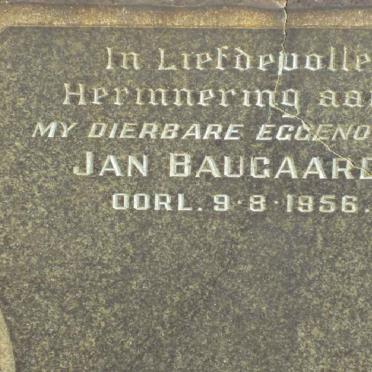 In Liefdevolle
Herinnering aan
MY DIERBARE EGGENO
JAN BAUGAARD
OORL. 9·8·1956.